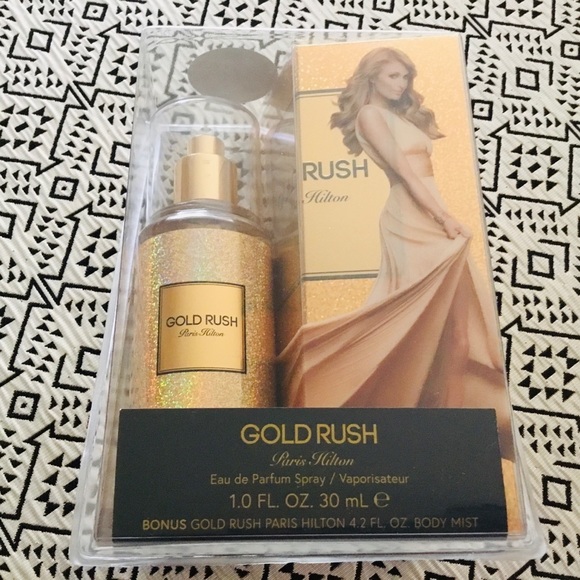 RUSH
Hilton
GOLD RUSH
Paris Hilton
GOLD RUSH
Paris Hilton
Eau de Parfum Spray / Vaporisateur
1.0 FL. OZ. 30 mL ℮
BONUS GOLD RUSH PARIS HILTON 4.2 FL. OZ. BODY MIST